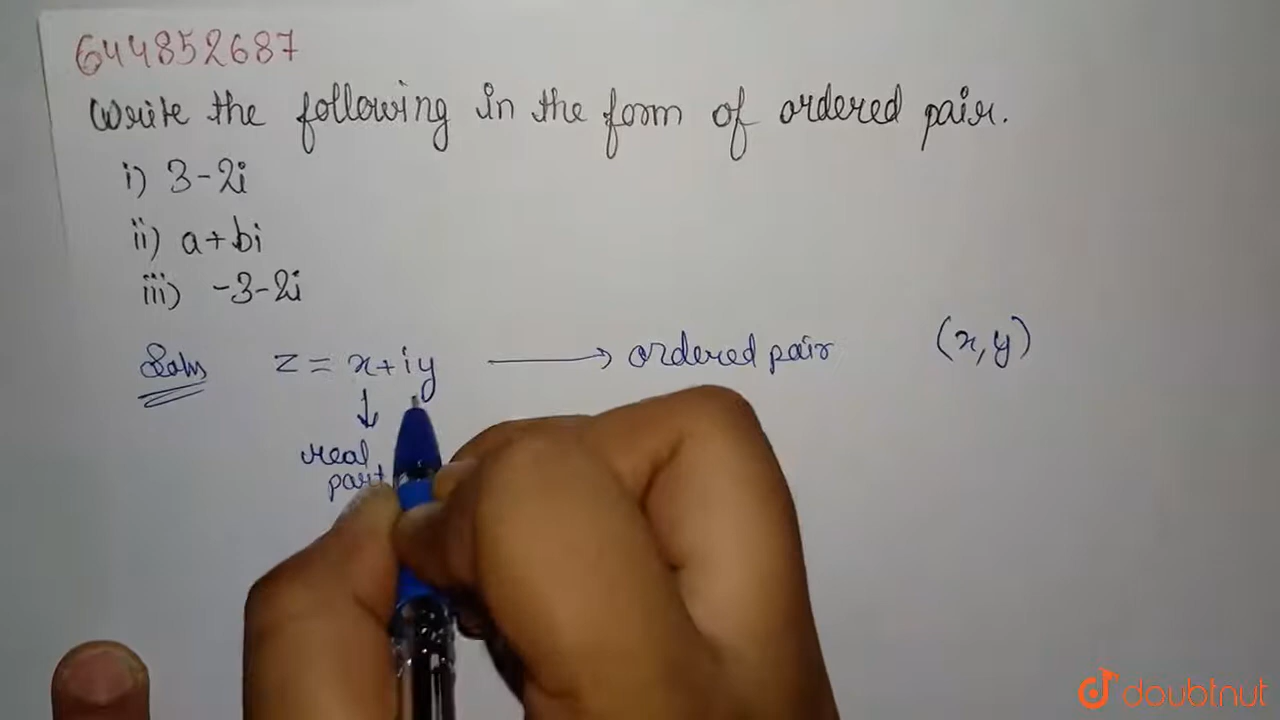 644852687
Write the following in the form of ordered pair.
i) 3-2i
ii) a+bi
iii) -3-2i
Soln z = x+iy ⟶ ordered pair (x,y)
↓
real
part
doubtnut